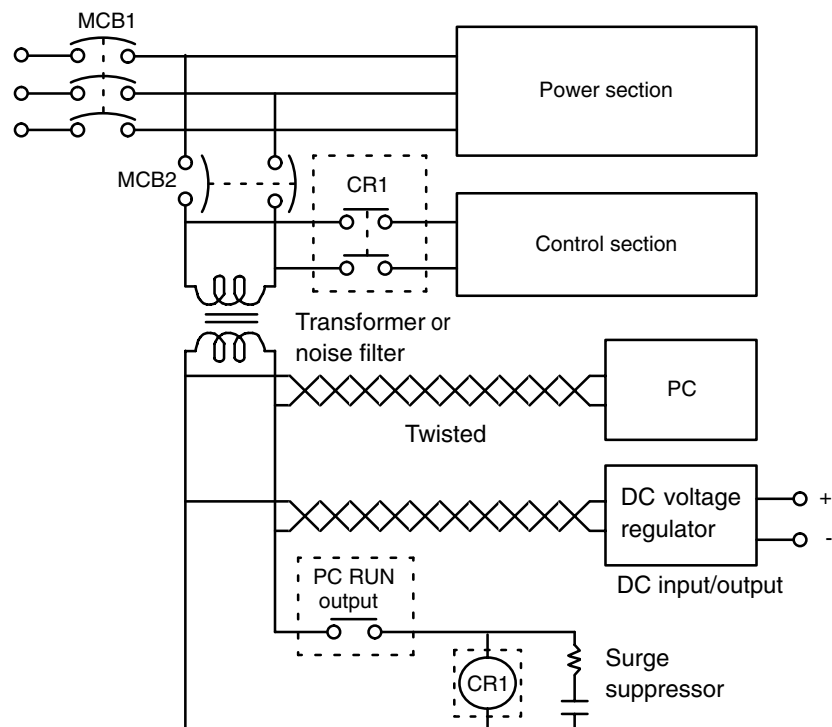 MCB1
Power section
MCB2
CR1
Control section
Transformer or
noise filter
PC
Twisted
DC voltage
regulator
+
-
DC input/output
PC RUN
output
CR1
Surge
suppressor